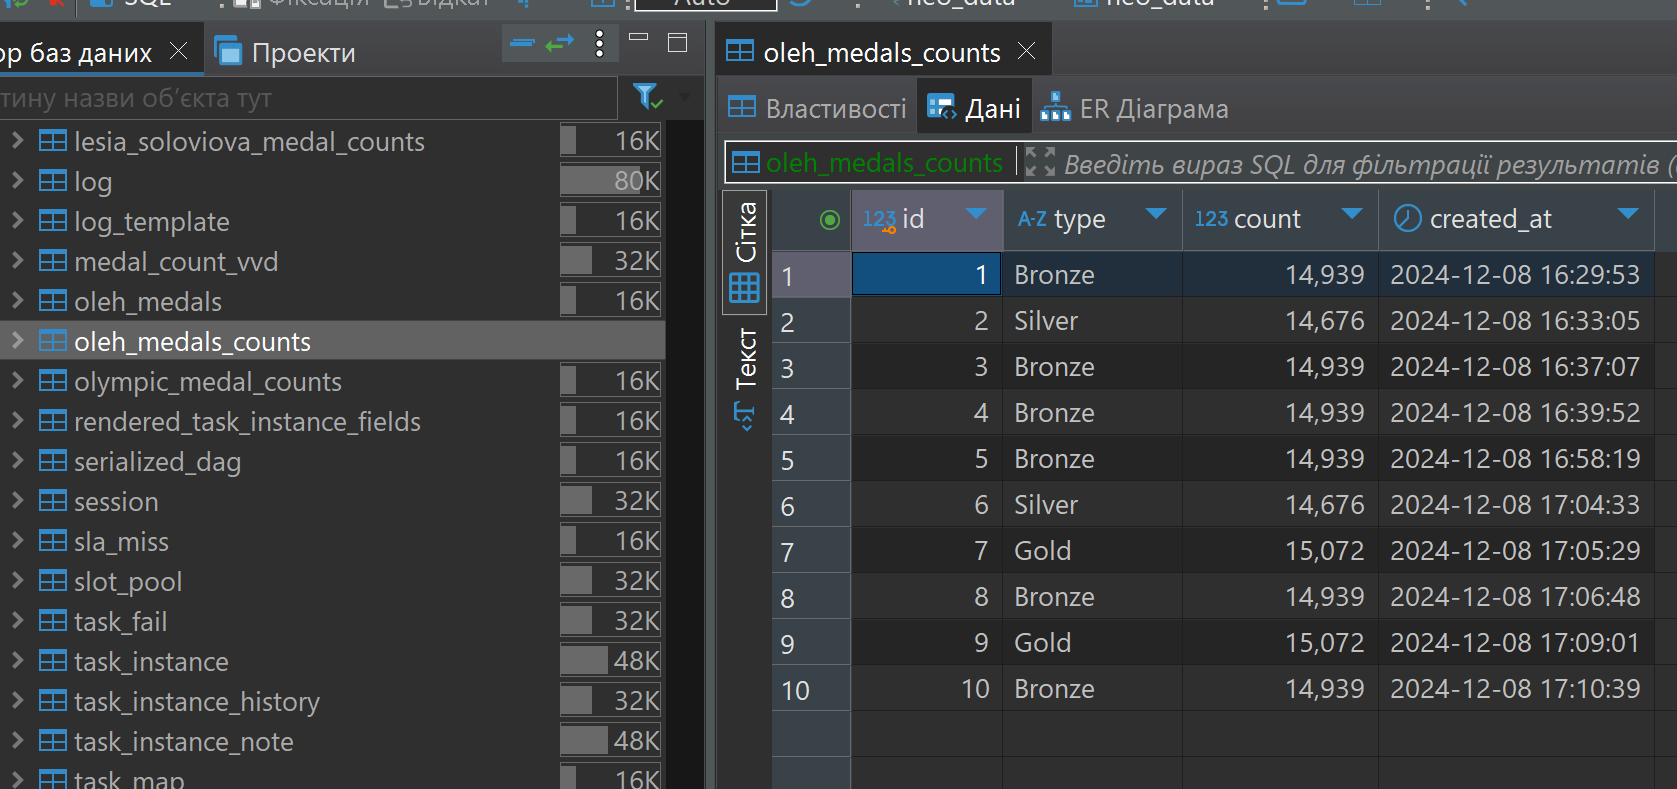 SQL
Фіксація
Відкат
Auto
neo_data
neo_data
ор баз даних
Проекти
тину назви об'єкта тут
lesia_soloviova_medal_counts 16K
log 80K
log_template 16K
medal_count_vvd 32K
oleh_medals 16K
oleh_medals_counts
olympic_medal_counts 16K
rendered_task_instance_fields 16K
serialized_dag 16K
session 32K
sla_miss 16K
slot_pool 32K
task_fail 32K
task_instance 48K
task_instance_history 32K
task_instance_note 48K
task_map 16K
oleh_medals_counts
Властивості Дані ER Діаграма
oleh_medals_counts Введіть вираз SQL для фільтрації результатів (
Сітка
Текст
123 id A-Z type 123 count created_at
1 1 Bronze 14,939 2024-12-08 16:29:53
2 2 Silver 14,676 2024-12-08 16:33:05
3 3 Bronze 14,939 2024-12-08 16:37:07
4 4 Bronze 14,939 2024-12-08 16:39:52
5 5 Bronze 14,939 2024-12-08 16:58:19
6 6 Silver 14,676 2024-12-08 17:04:33
7 7 Gold 15,072 2024-12-08 17:05:29
8 8 Bronze 14,939 2024-12-08 17:06:48
9 9 Gold 15,072 2024-12-08 17:09:01
10 10 Bronze 14,939 2024-12-08 17:10:39